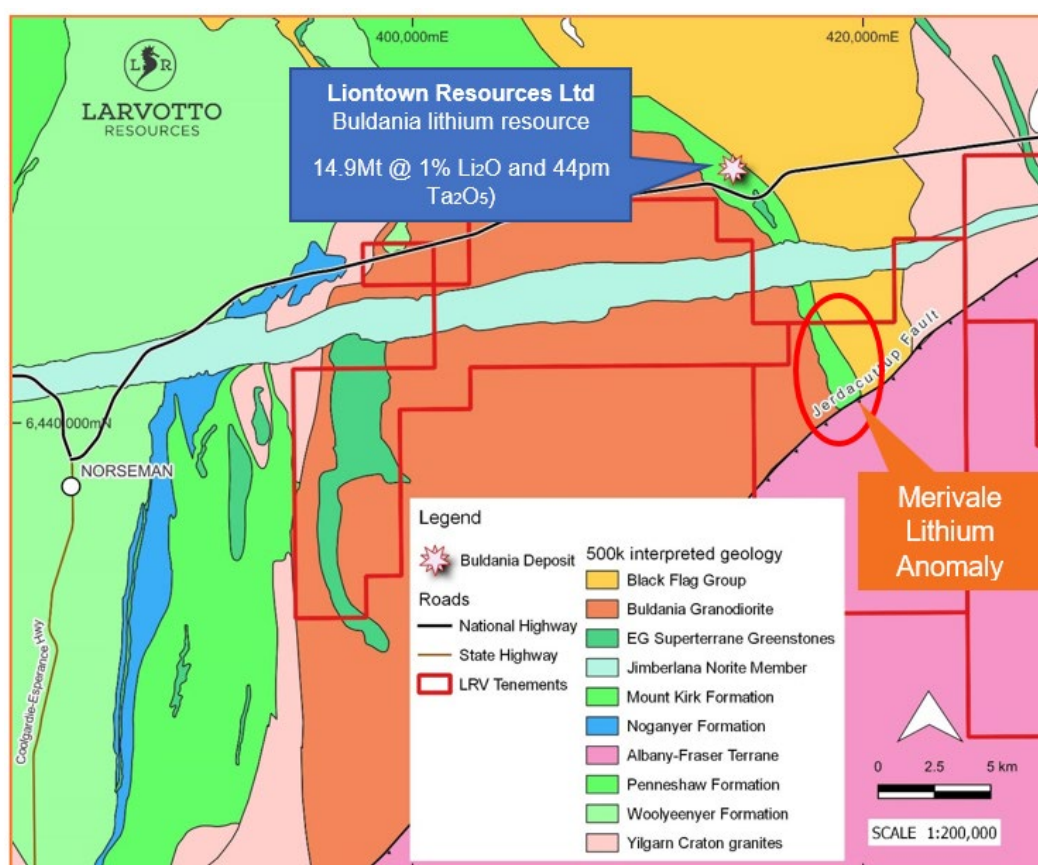 400,000mE
420,000mE
L R
LARVOTTO
RESOURCES
Liontown Resources Ltd
Buldania lithium resource
14.9Mt @ 1% Li₂O and 44pm
Ta₂O₅)
Jerdacuttup Fault
6,440,000mN
NORSEMAN
Coolgardie-Esperance Hwy
Merivale
Lithium
Anomaly
Legend
Buldania Deposit
Roads
National Highway
State Highway
LRV Tenements
500k interpreted geology
Black Flag Group
Buldania Granodiorite
EG Superterrane Greenstones
Jimberlana Norite Member
Mount Kirk Formation
Noganyer Formation
Albany-Fraser Terrane
Penneshaw Formation
Woolyeenyer Formation
Yilgarn Craton granites
0 2.5 5 km
SCALE 1:200,000